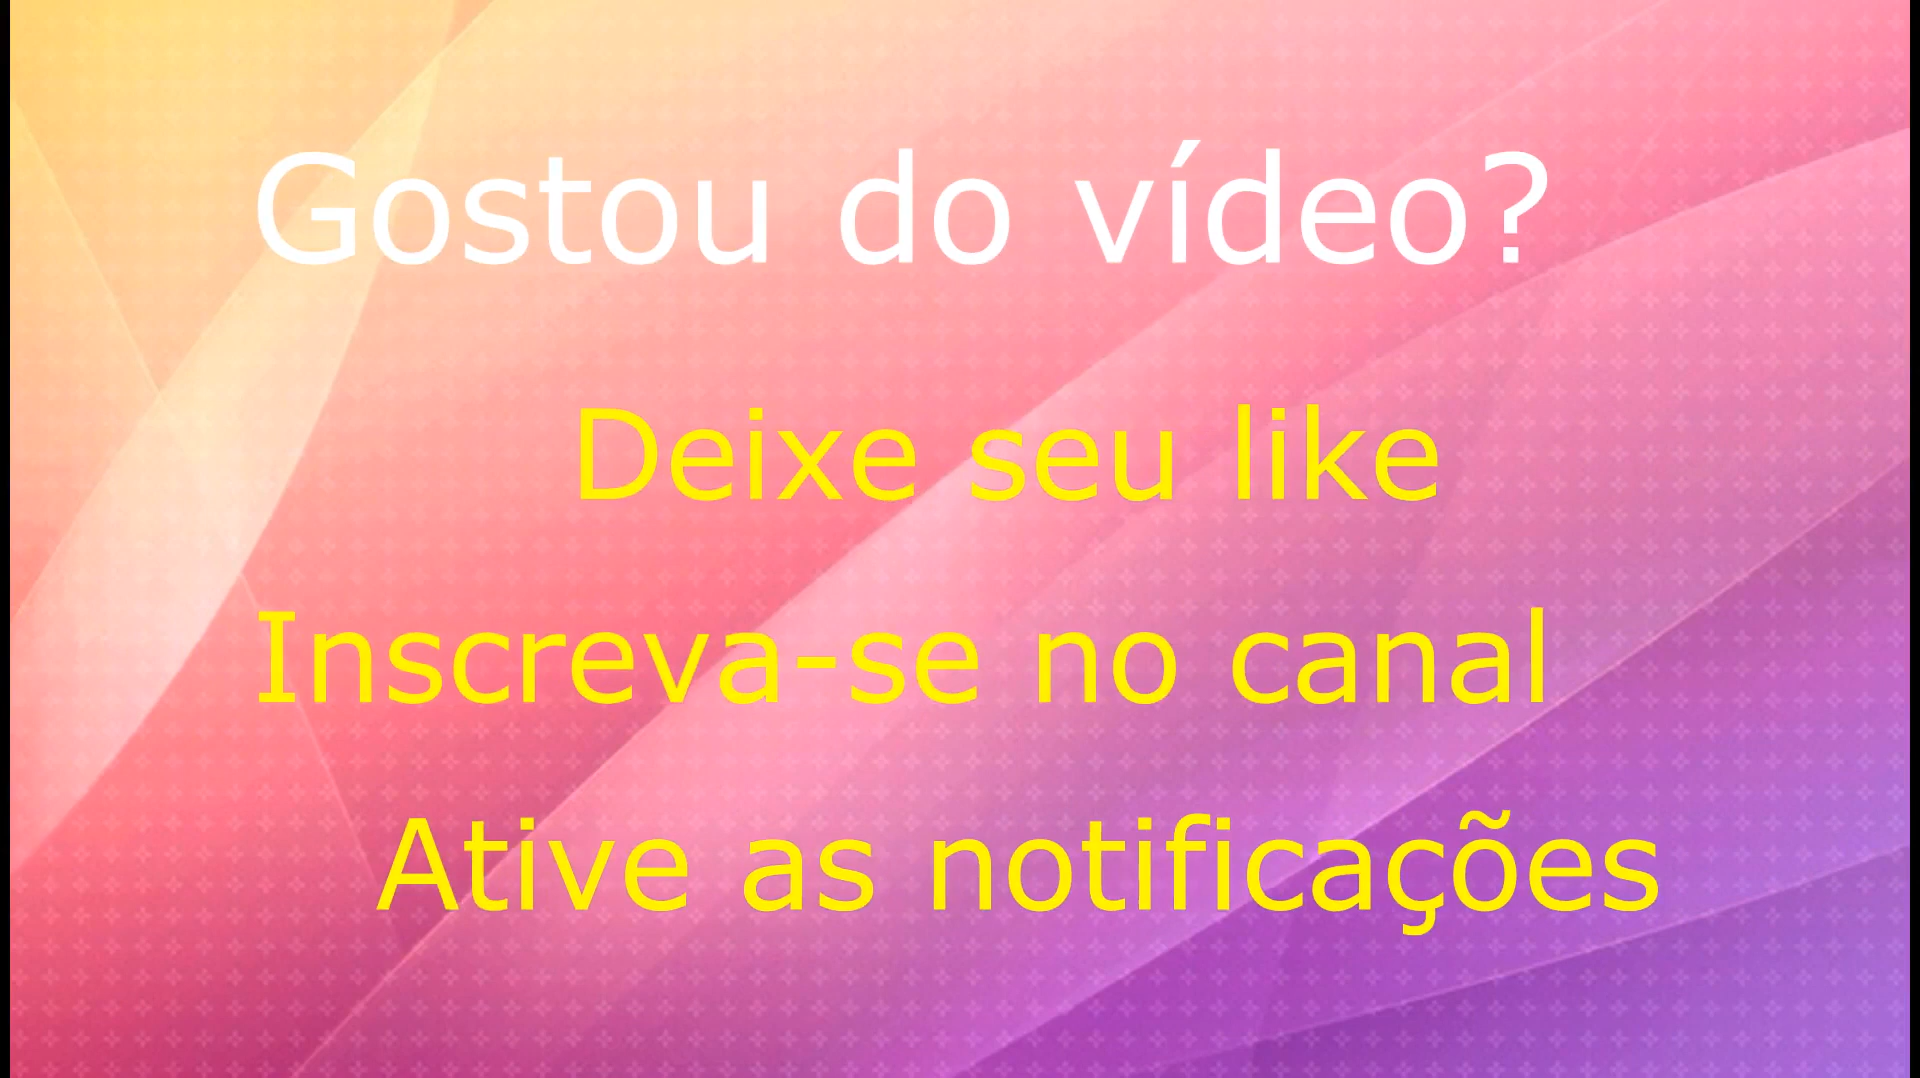 Gostou do vídeo?
Deixe seu like
Inscreva-se no canal
Ative as notificações